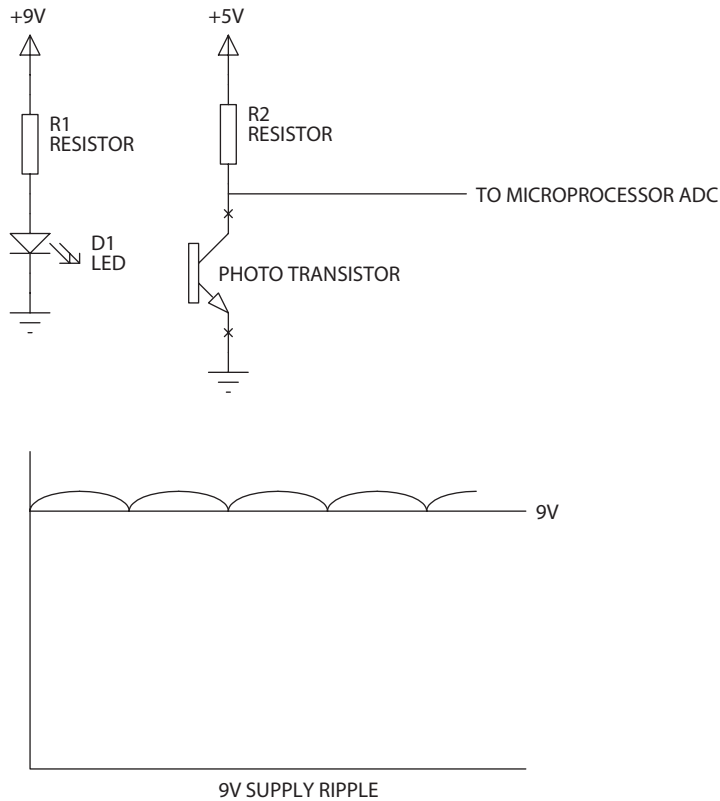 +9V
+5V
R1
RESISTOR
R2
RESISTOR
TO MICROPROCESSOR ADC
D1
LED
PHOTO TRANSISTOR
9V
9V SUPPLY RIPPLE